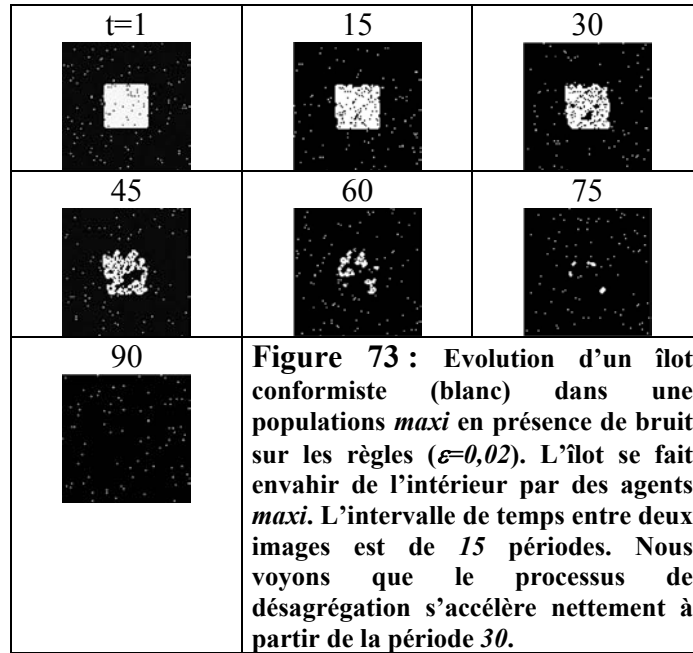 t=1
15
30
45
60
75
90
Figure 73 : Evolution d’un îlot
conformiste (blanc) dans une
populations maxi en présence de bruit
sur les règles (ε=0,02). L’îlot se fait
envahir de l’intérieur par des agents
maxi. L’intervalle de temps entre deux
images est de 15 périodes. Nous
voyons que le processus de
désagrégation s’accélère nettement à
partir de la période 30.